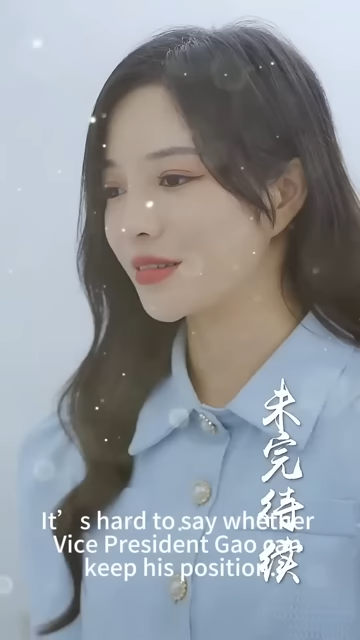 It's hard to say whether
Vice President Gao can
keep his position
未完待续